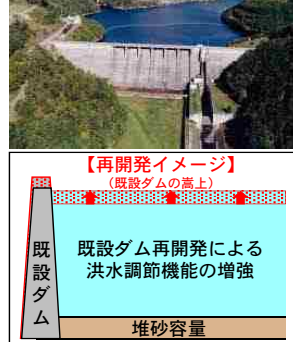 【再開発イメージ】
(既設ダムの嵩上)
既設ダム
既設ダム再開発による
洪水調節機能の増強
堆砂容量